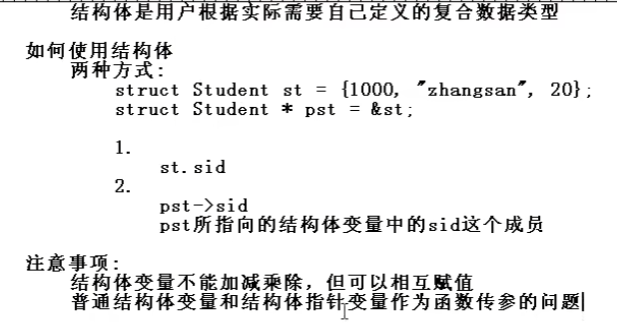 结构体是用户根据实际需要自己定义的复合数据类型
如何使用结构体
两种方式:
struct Student st = {1000, "zhangsan", 20};
struct Student * pst = &st;
1.
st.sid
2.
pst->sid
pst所指向的结构体变量中的sid这个成员
注意事项:
结构体变量不能加减乘除，但可以相互赋值
普通结构体变量和结构体指针变量作为函数传参的问题